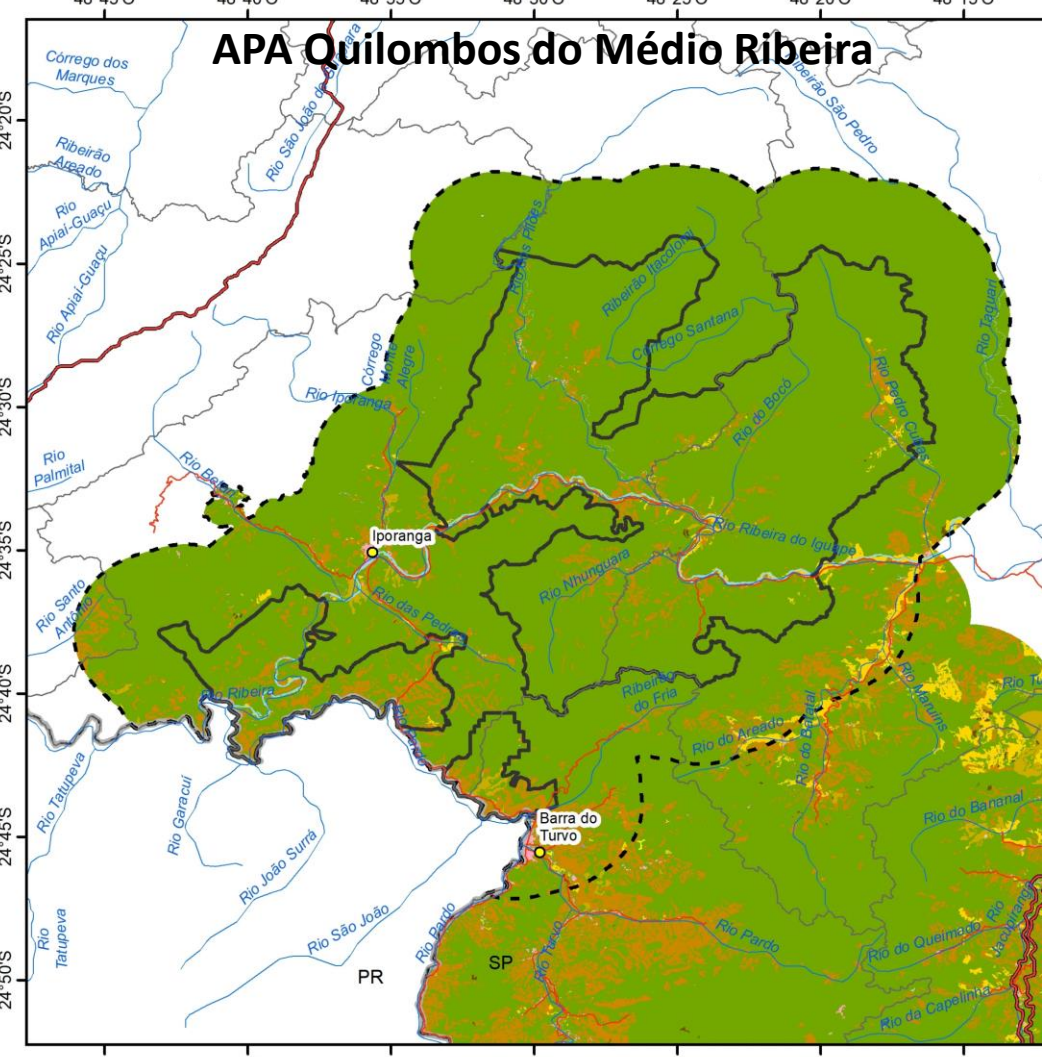 APA Quilombos do Médio Ribeira
Córrego dos
Marques
Ribeirão São Pedro
24°20'S
Ribeirão
Areado
Rio
Apiaí-Guaçu
Rio Apiaí-Guaçu
24°25'S
Rio dos Pilões
Ribeirão Itacolomi
Córrego Santana
Rio Taquari
Córrego
Monte
Alegre
Rio Iporanga
24°30'S
Rio do Bocó
Rio Pedro Cubas
Rio
Palmital
Rio Betari
24°35'S
Iporanga
Rio Ribeira do Iguape
Rio Nhunguara
Rio Santo
Antônio
Rio das Pedras
24°40'S
Rio Ribeira
Ribeirão
do Fria
Rio Maruins
Rio do Areado
Rio do Batatal
Rio Tatupeva
Rio Garacuí
24°45'S
Barra do
Turvo
Rio do Bananal
Rio João Surrá
Rio São João
Rio
Tatupeva
Rio Pardo
Rio Turvo
Rio Pardo
Rio do Queimado
Rio
Jacupiranga
24°50'S
PR
SP
Rio da Capelinha